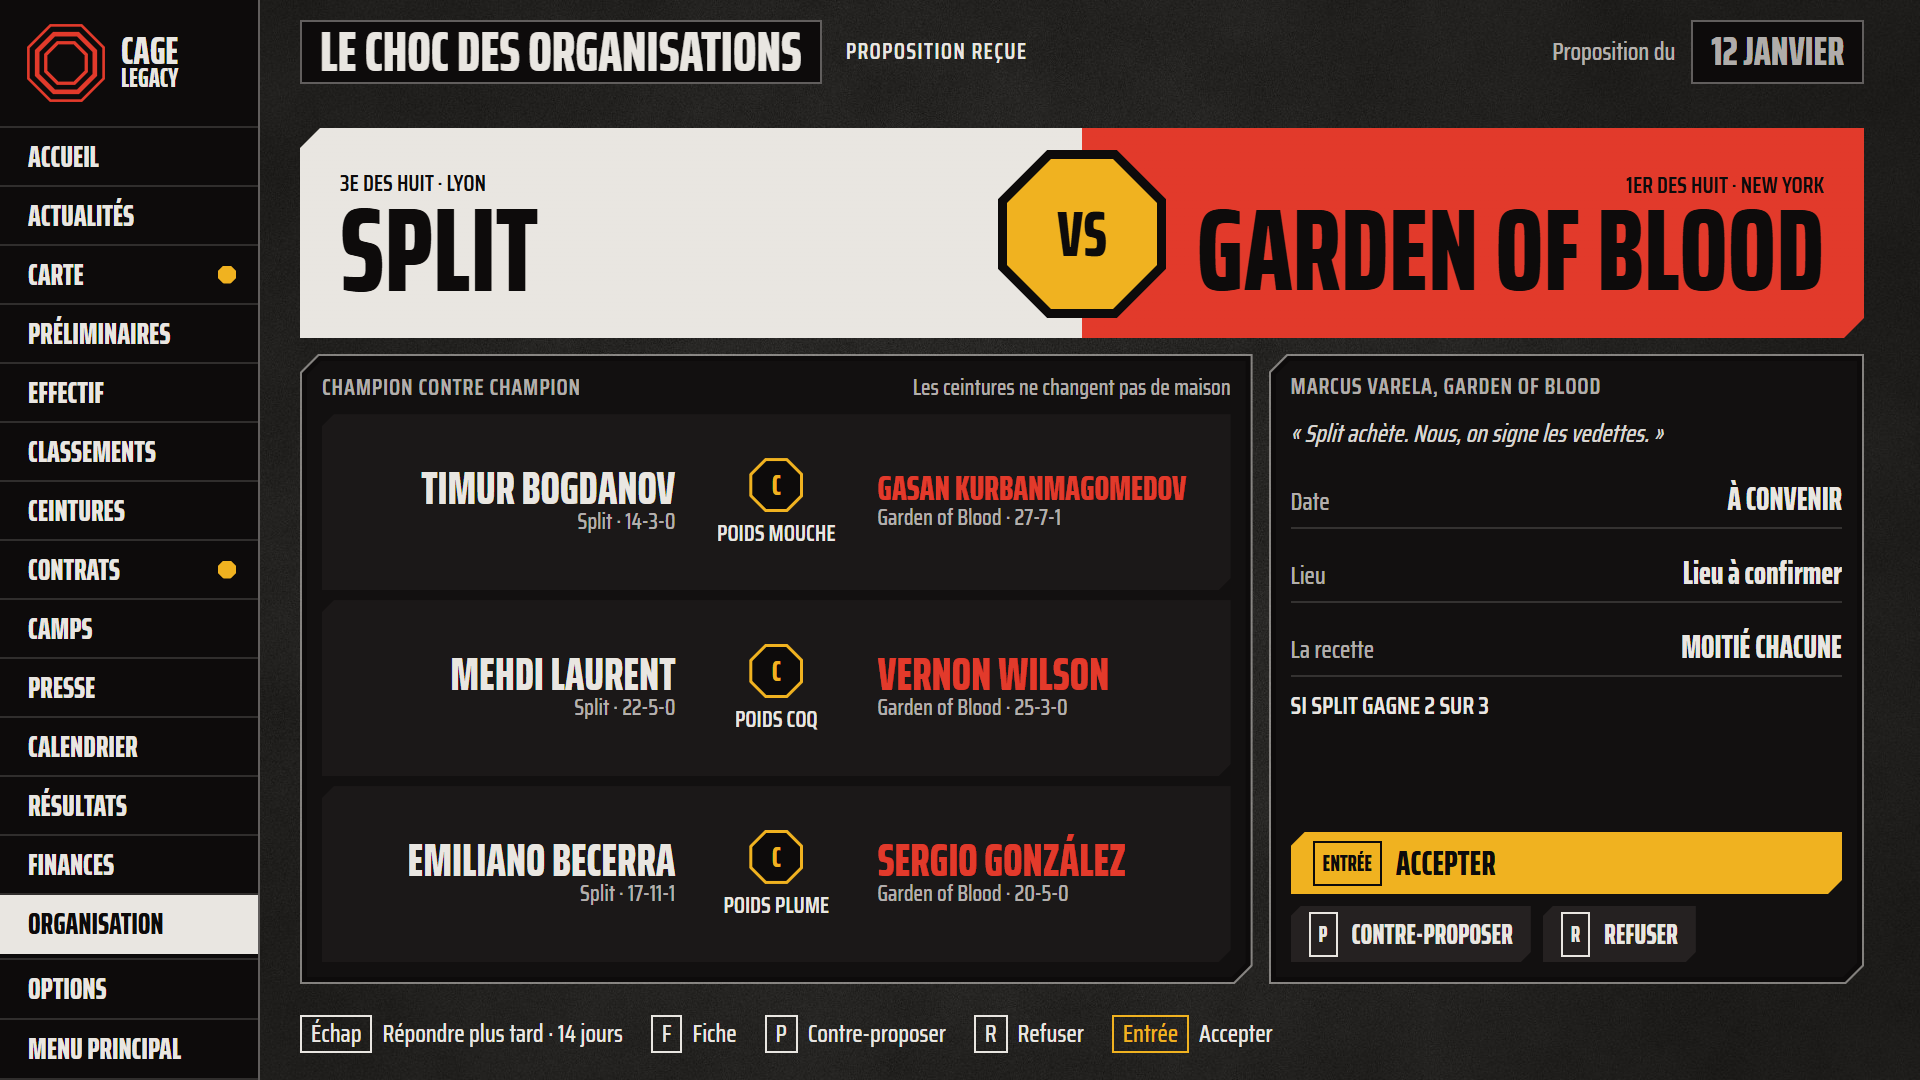 CAGE
LEGACY
ACCUEIL
ACTUALITÉS
CARTE
PRÉLIMINAIRES
EFFECTIF
CLASSEMENTS
CEINTURES
CONTRATS
CAMPS
PRESSE
CALENDRIER
RÉSULTATS
FINANCES
ORGANISATION
OPTIONS
MENU PRINCIPAL
LE CHOC DES ORGANISATIONS
PROPOSITION REÇUE
Proposition du
12 JANVIER
3E DES HUIT · LYON
SPLIT
VS
1ER DES HUIT · NEW YORK
GARDEN OF BLOOD
CHAMPION CONTRE CHAMPION
Les ceintures ne changent pas de maison
TIMUR BOGDANOV
Split · 14-3-0
C
POIDS MOUCHE
GASAN KURBANMAGOMEDOV
Garden of Blood · 27-7-1
MEHDI LAURENT
Split · 22-5-0
C
POIDS COQ
VERNON WILSON
Garden of Blood · 25-3-0
EMILIANO BECERRA
Split · 17-11-1
C
POIDS PLUME
SERGIO GONZÁLEZ
Garden of Blood · 20-5-0
MARCUS VARELA, GARDEN OF BLOOD
« Split achète. Nous, on signe les vedettes. »
Date
À CONVENIR
Lieu
Lieu à confirmer
La recette
MOITIÉ CHACUNE
SI SPLIT GAGNE 2 SUR 3
ENTRÉE ACCEPTER
P CONTRE-PROPOSER
R REFUSER
Échap Répondre plus tard · 14 jours
F Fiche
P Contre-proposer
R Refuser
Entrée Accepter